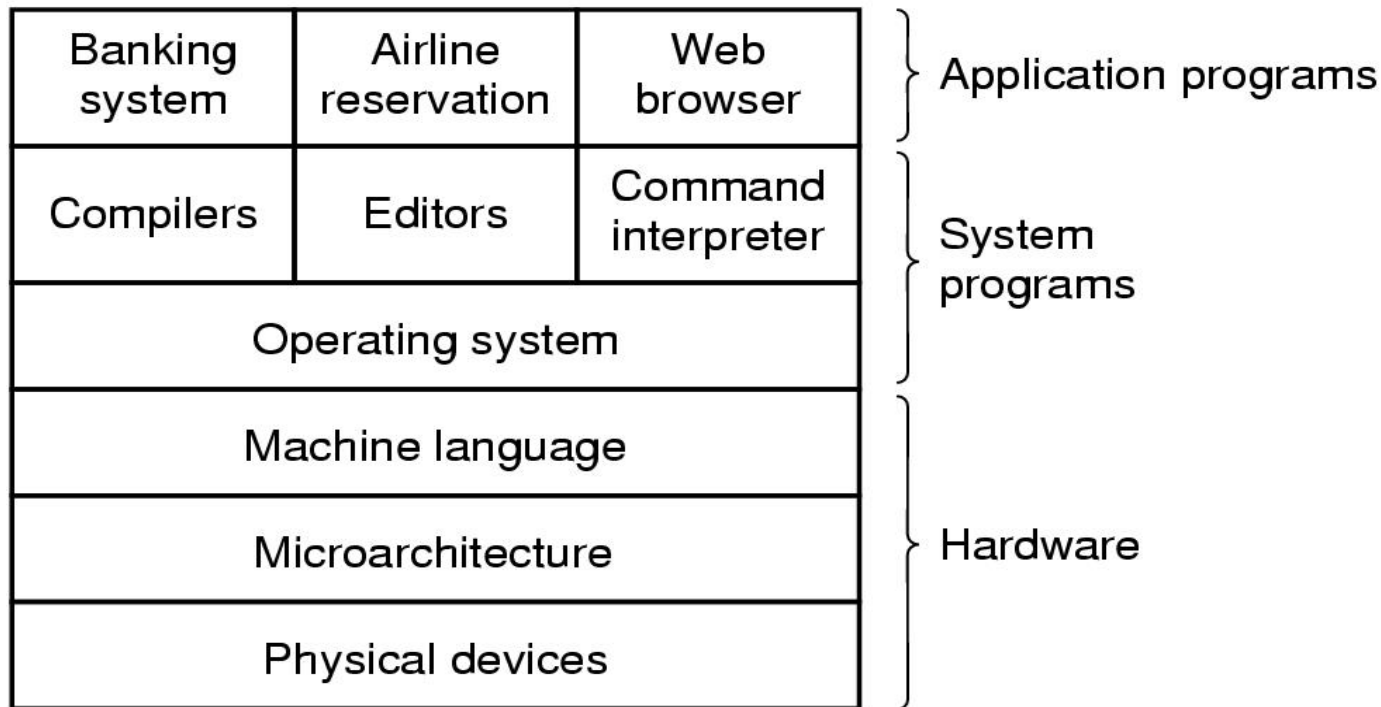 Banking
system
Airline
reservation
Web
browser
Application programs
Compilers
Editors
Command
interpreter
System
programs
Operating system
Machine language
Microarchitecture
Hardware
Physical devices